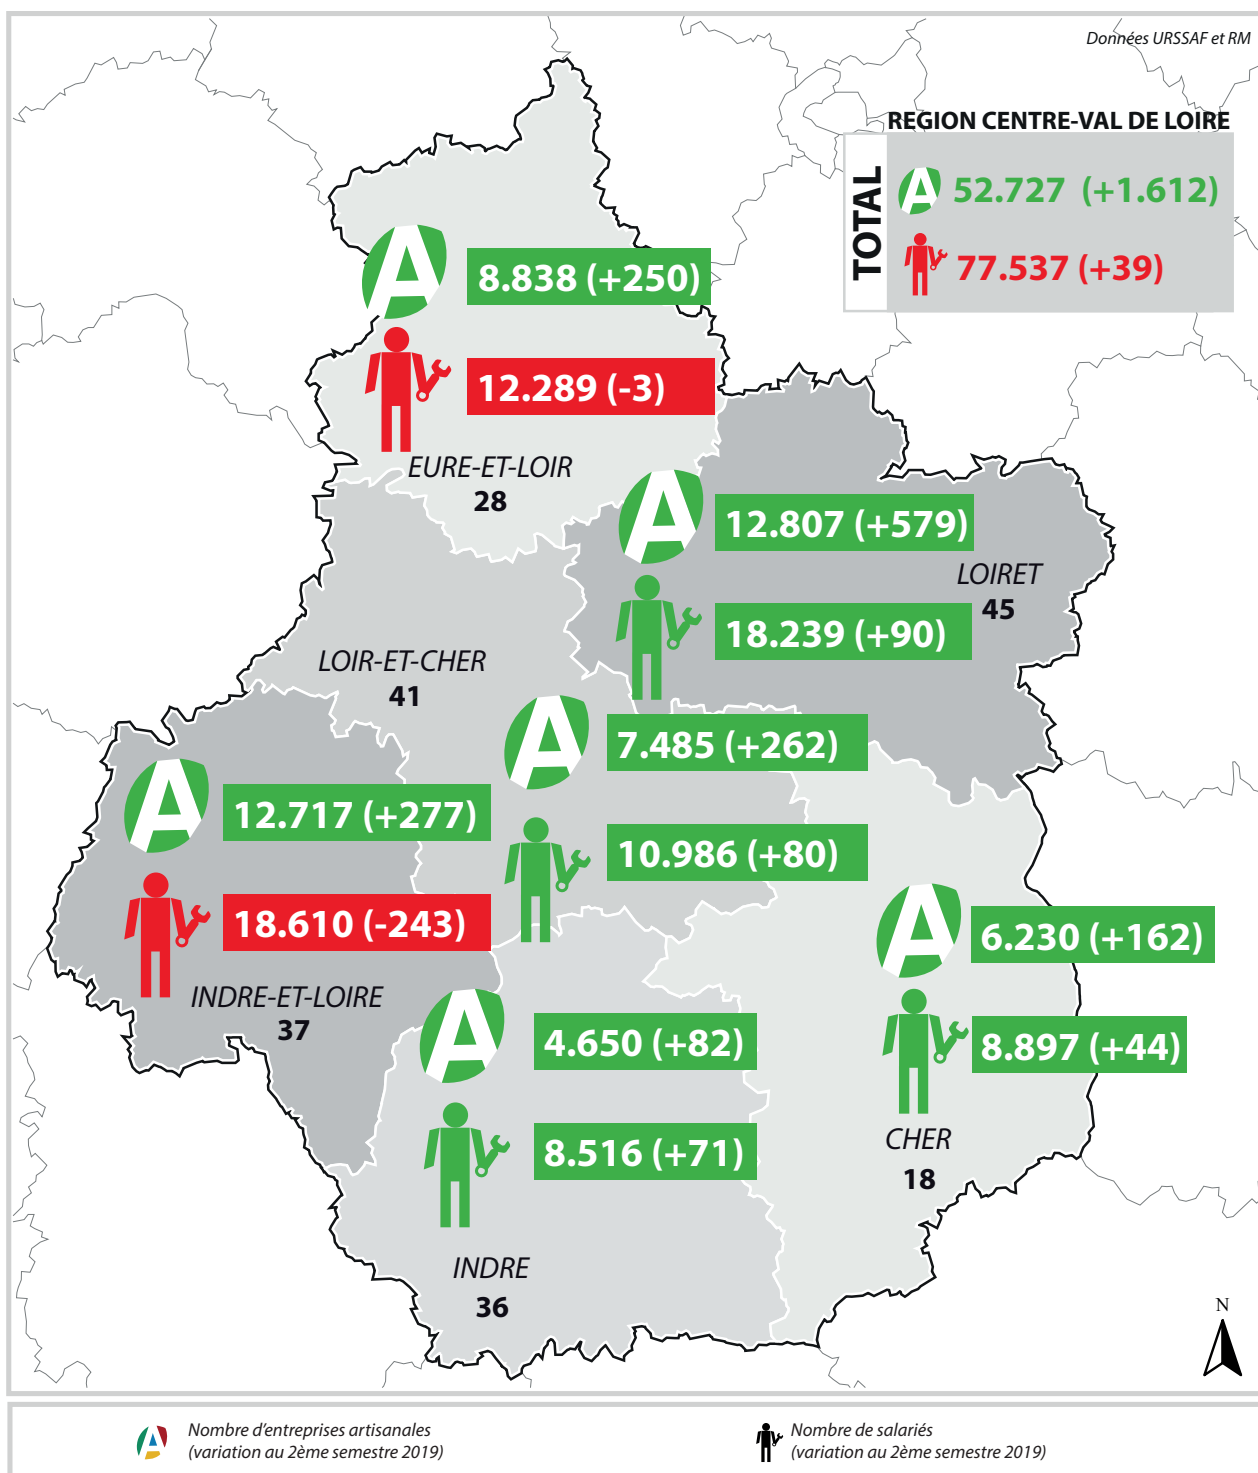 Données URSSAF et RM
REGION CENTRE-VAL DE LOIRE
TOTAL
A 52.727 (+1.612)
77.537 (+39)
A 8.838 (+250)
12.289 (-3)
EURE-ET-LOIR
28
A 12.807 (+579)
LOIRET
45
18.239 (+90)
LOIR-ET-CHER
41
A 7.485 (+262)
10.986 (+80)
A 12.717 (+277)
18.610 (-243)
INDRE-ET-LOIRE
37
A 6.230 (+162)
8.897 (+44)
CHER
18
A 4.650 (+82)
8.516 (+71)
INDRE
36
N
A Nombre d'entreprises artisanales
(variation au 2ème semestre 2019)
Nombre de salariés
(variation au 2ème semestre 2019)